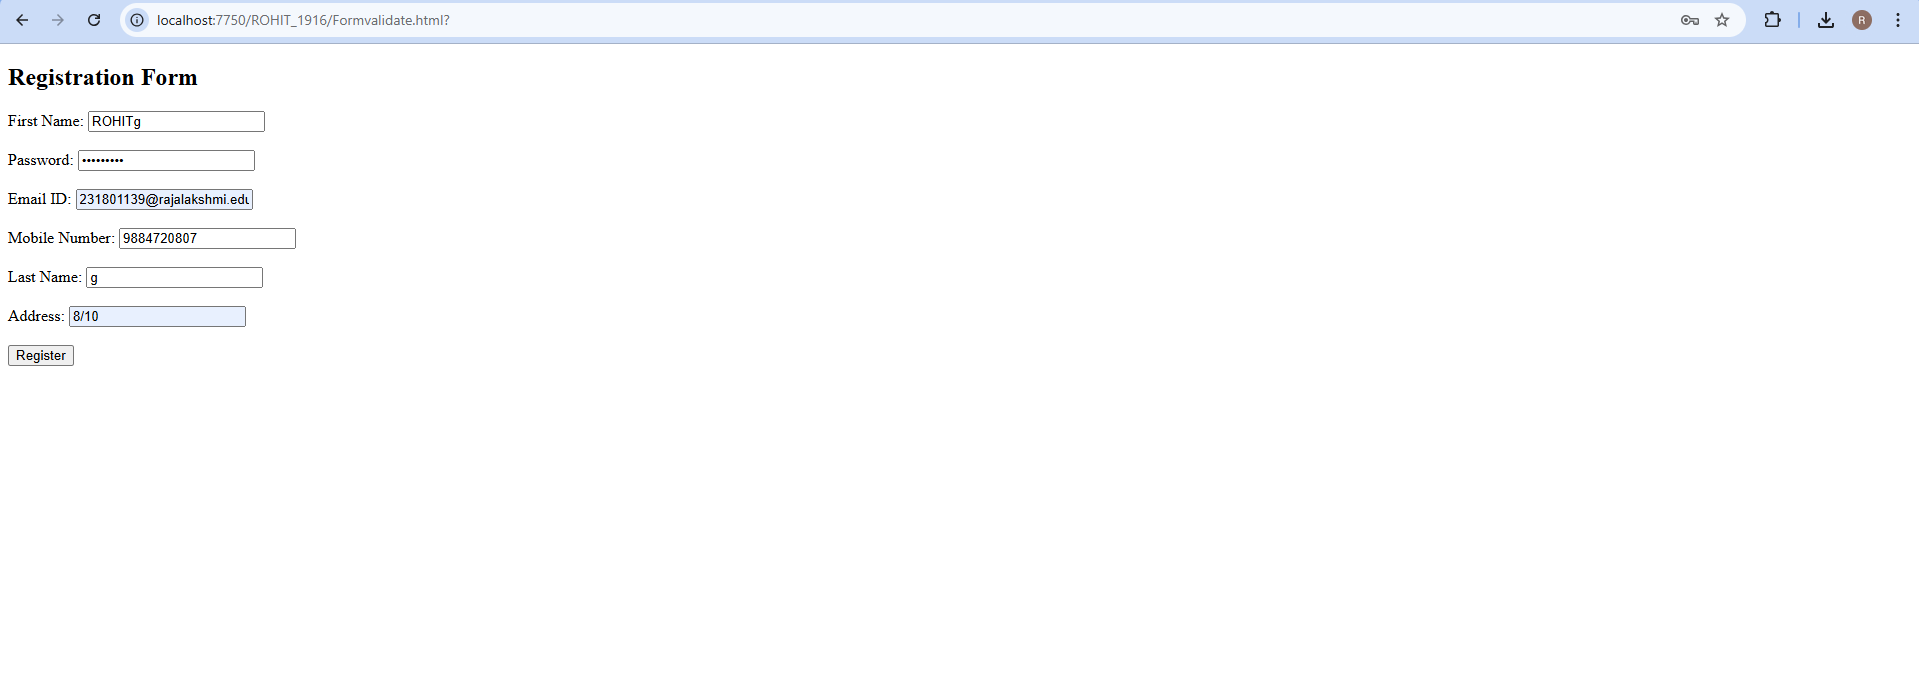 localhost:7750/ROHIT_1916/Formvalidate.html?
R
Registration Form
First Name: ROHITg
Password: •••••••••
Email ID: 231801139@rajalakshmi.edu
Mobile Number: 9884720807
Last Name: g
Address: 8/10
Register